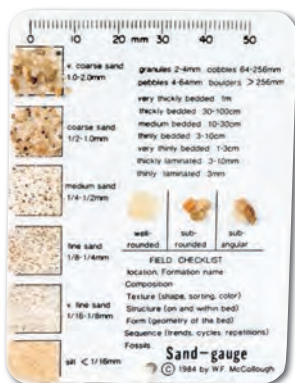 0 10 20 mm 30 40 50
v. coarse sand
1.0-2.0mm
coarse sand
1/2-1.0mm
medium sand
1/4-1/2mm
fine sand
1/8-1/4mm
v. fine sand
1/16-1/8mm
silt < 1/16mm
granules 2-4mm cobbles 64-256mm
pebbles 4-64mm boulders > 256mm
very thickly bedded 1m
thickly bedded 30-100cm
medium bedded 10-30cm
thinly bedded 3-10cm
very thinly bedded 1-3cm
thickly laminated 3-10mm
thinly laminated 3mm
well-
rounded
sub-
rounded
sub-
angular
FIELD CHECKLIST
location, Formation name
Composition
Texture (shape, sorting, color)
Structure (on and within bed)
Form (geometry of the bed)
Sequence (trends, cycles, repetitions)
Fossils
Sand-gauge
© 1984 by W.F. McCollough